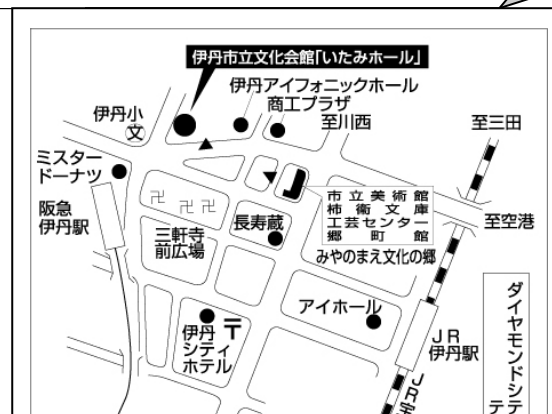 伊丹市立文化会館「いたみホール」
伊丹アイフォニックホール
商工プラザ
伊丹小
文
至川西
至三田
ミスター
ドーナツ
阪急
伊丹駅
市立美術館
柿衞文庫
工芸センター
郷町館
みやのまえ文化の郷
至空港
長寿蔵
三軒寺
前広場
アイホール
伊丹
シティ
ホテル
〒
JR
伊丹駅
ダイヤモンドシテ
テ
JR宝